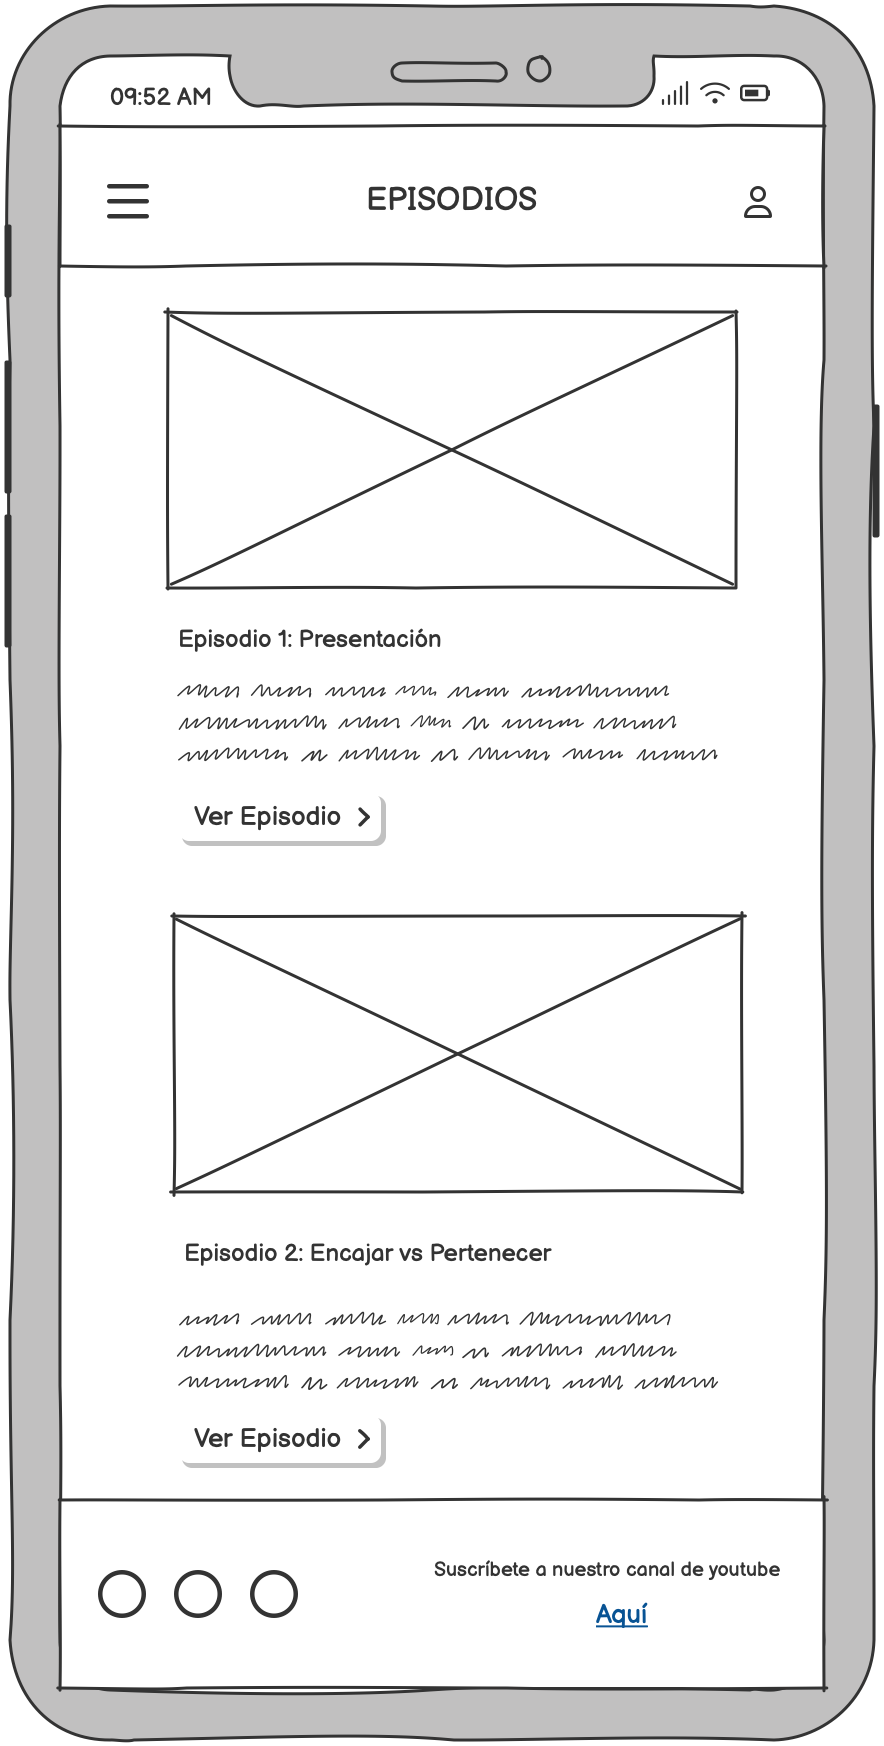 09:52 AM
EPISODIOS
Episodio 1: Presentación
Ver Episodio
Episodio 2: Encajar vs Pertenecer
Ver Episodio
Suscríbete a nuestro canal de youtube
Aquí